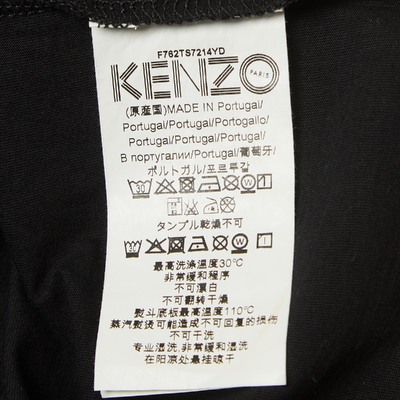 F762TS7214YD
KENZO
PARIS
(原産国)MADE IN Portugal/
Portugal/Portugal/Portogallo/
Portugal/Portugal/Portugal/
В португалии/Portugal/葡萄牙/
ポルトガル/포르투갈
タンブル乾燥不可
最高洗涤温度30℃
非常缓和程序
不可漂白
不可翻转干燥
熨斗底板最高温度110℃
蒸汽熨烫可能造成不可回复的损伤
不可干洗
专业湿洗,非常缓和湿洗
在阴凉处悬挂晾干